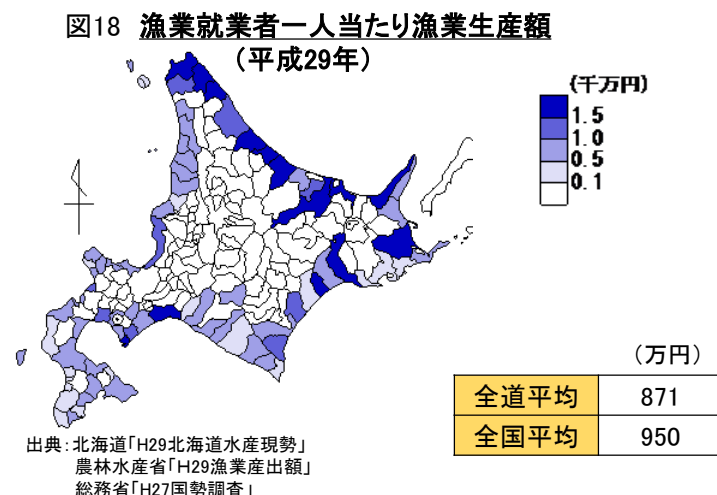 図18 漁業就業者一人当たり漁業生産額
（平成29年）
(千万円)
1.5
1.0
0.5
0.1
（万円）
全道平均 871
全国平均 950
出典：北海道「H29北海道水産現勢」
農林水産省「H29漁業産出額」
総務省「H27国勢調査」